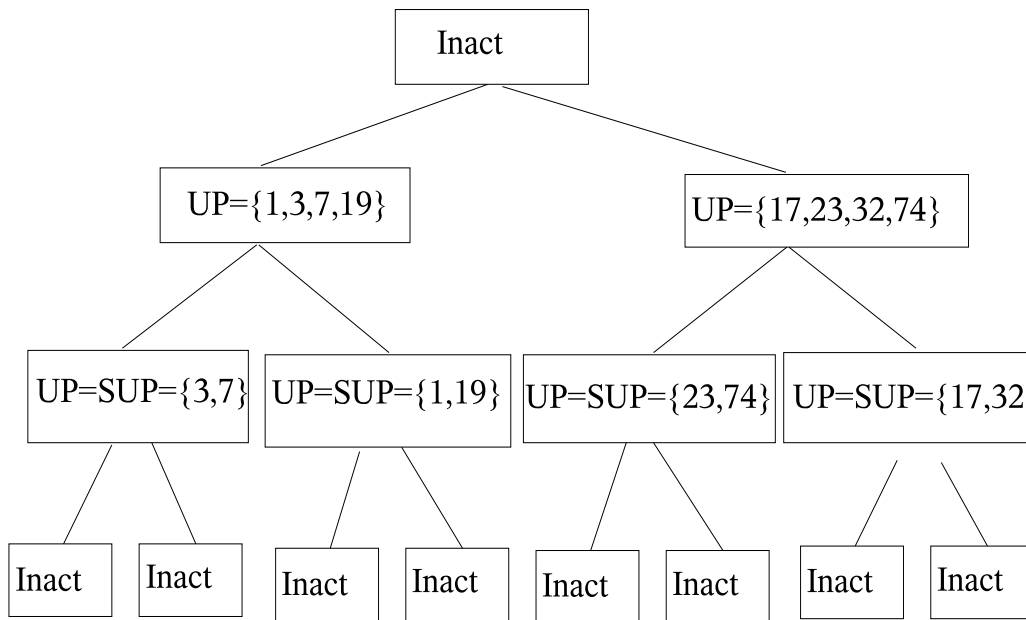 Inact
UP={1,3,7,19}
UP={17,23,32,74}
UP=SUP={3,7}
UP=SUP={1,19}
UP=SUP={23,74}
UP=SUP={17,32
Inact
Inact
Inact
Inact
Inact
Inact
Inact
Inact